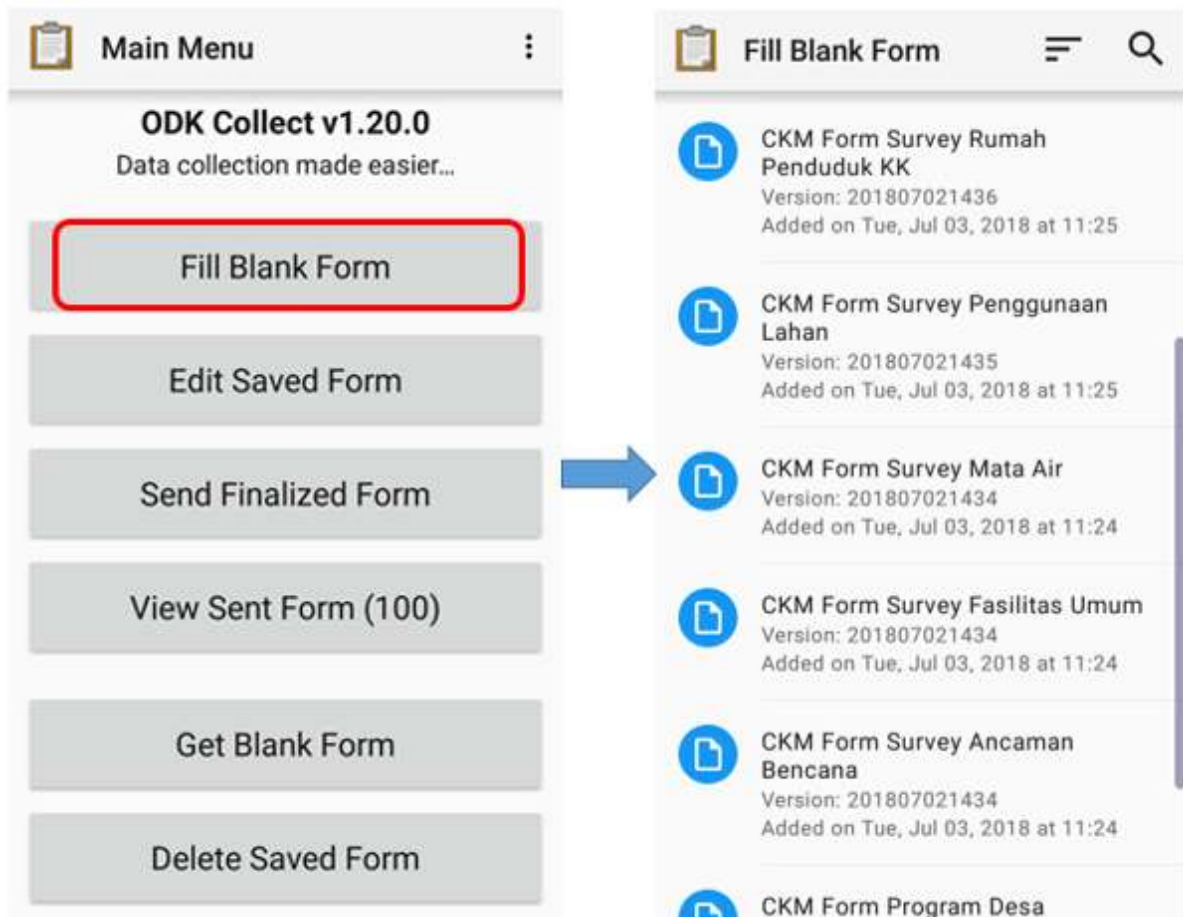 Main Menu
ODK Collect v1.20.0
Data collection made easier...
Fill Blank Form
Edit Saved Form
Send Finalized Form
View Sent Form (100)
Get Blank Form
Delete Saved Form
Fill Blank Form
CKM Form Survey Rumah
Penduduk KK
Version: 201807021436
Added on Tue, Jul 03, 2018 at 11:25
CKM Form Survey Penggunaan
Lahan
Version: 201807021435
Added on Tue, Jul 03, 2018 at 11:25
CKM Form Survey Mata Air
Version: 201807021434
Added on Tue, Jul 03, 2018 at 11:24
CKM Form Survey Fasilitas Umum
Version: 201807021434
Added on Tue, Jul 03, 2018 at 11:24
CKM Form Survey Ancaman
Bencana
Version: 201807021434
Added on Tue, Jul 03, 2018 at 11:24
CKM Form Program Desa